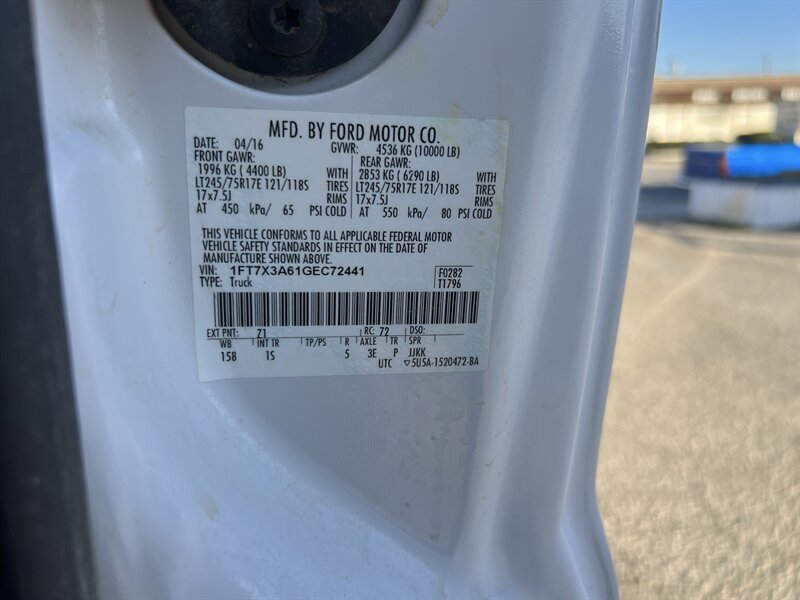 MFD. BY FORD MOTOR CO.
DATE: 04/16 GVWR: 4536 KG (10000 LB)
FRONT GAWR: REAR GAWR:
1996 KG ( 4400 LB) WITH 2853 KG ( 6290 LB) WITH
LT245/75R17E 121/118S TIRES LT245/75R17E 121/118S TIRES
17x7.5J RIMS 17x7.5J RIMS
AT 450 kPa/ 65 PSI COLD AT 550 kPa/ 80 PSI COLD
THIS VEHICLE CONFORMS TO ALL APPLICABLE FEDERAL MOTOR
VEHICLE SAFETY STANDARDS IN EFFECT ON THE DATE OF
MANUFACTURE SHOWN ABOVE.
VIN: 1FT7X3A61GEC72441 F0282
TYPE: Truck T1796
EXT PNT: Z1 RC: 72 DSO:
WB INT TR TP/PS R AXLE TR SPR
158 1S 5 3E P JJKK
UTC ▽5U5A-1520472-BA